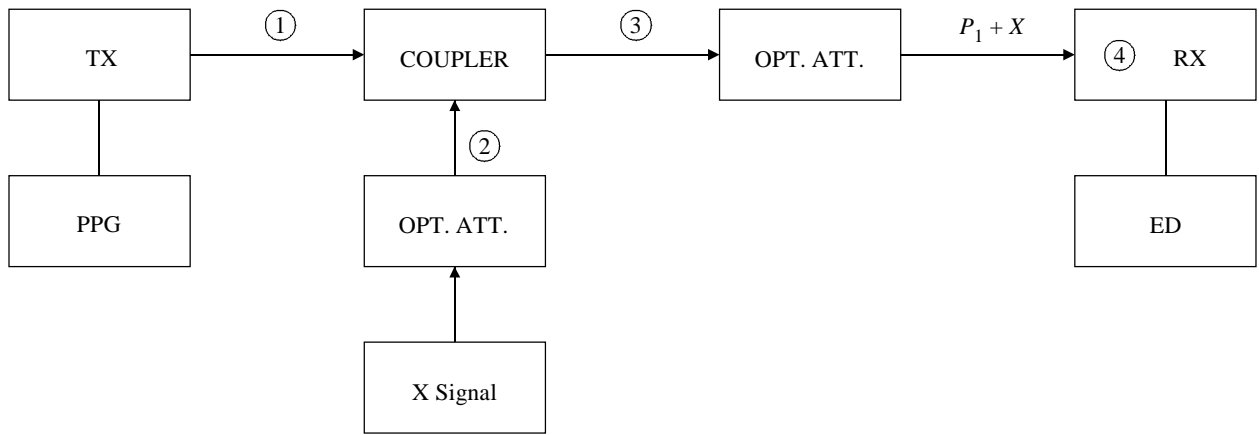 ① ③ P₁ + X
TX COUPLER OPT. ATT. ④ RX
②
PPG OPT. ATT. ED
X Signal